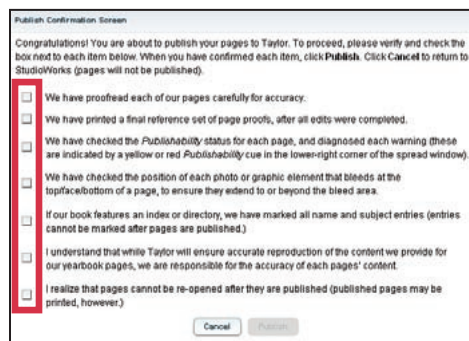 Publish Confirmation Screen
Congratulations! You are about to publish your pages to Taylor. To proceed, please verify and check the
box next to each item below. When you have confirmed each item, click Publish. Click Cancel to return to
StudioWorks (pages will not be published).
We have proofread each of our pages carefully for accuracy.
We have printed a final reference set of page proofs, after all edits were completed.
We have checked the Publishability status for each page, and diagnosed each warning (these
are indicated by a yellow or red Publishability cue in the lower-right corner of the spread window).
We have checked the position of each photo or graphic element that bleeds at the
top/face/bottom of a page, to ensure they extend to or beyond the bleed area.
If our book features an index or directory, we have marked all name and subject entries (entries
cannot be marked after pages are published.)
I understand that while Taylor will ensure accurate reproduction of the content we provide for
our yearbook pages, we are responsible for the accuracy of each pages' content.
I realize that pages cannot be re-opened after they are published (published pages may be
printed, however.)
Cancel Publish